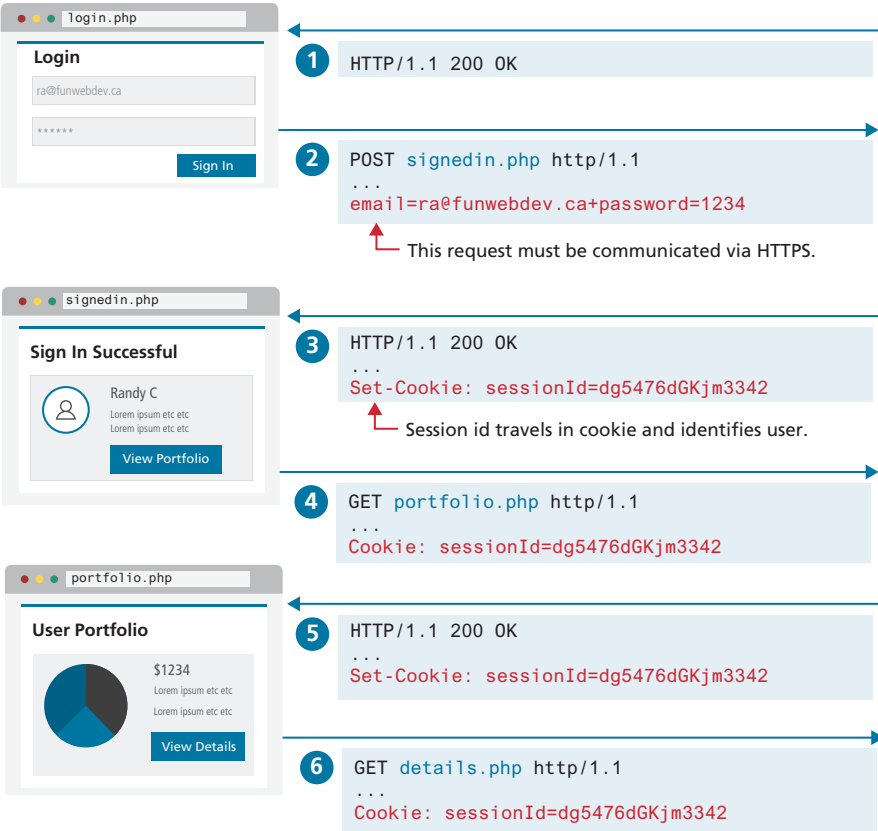 login.php
Login
ra@funwebdev.ca
******
Sign In
1
HTTP/1.1 200 OK
2
POST signedin.php http/1.1
...
email=ra@funwebdev.ca+password=1234
This request must be communicated via HTTPS.
signedin.php
Sign In Successful
Randy C
Lorem ipsum etc etc
Lorem ipsum etc etc
View Portfolio
3
HTTP/1.1 200 OK
...
Set-Cookie: sessionId=dg5476dGKjm3342
Session id travels in cookie and identifies user.
4
GET portfolio.php http/1.1
...
Cookie: sessionId=dg5476dGKjm3342
portfolio.php
User Portfolio
$1234
Lorem ipsum etc etc
Lorem ipsum etc etc
View Details
5
HTTP/1.1 200 OK
...
Set-Cookie: sessionId=dg5476dGKjm3342
6
GET details.php http/1.1
...
Cookie: sessionId=dg5476dGKjm3342